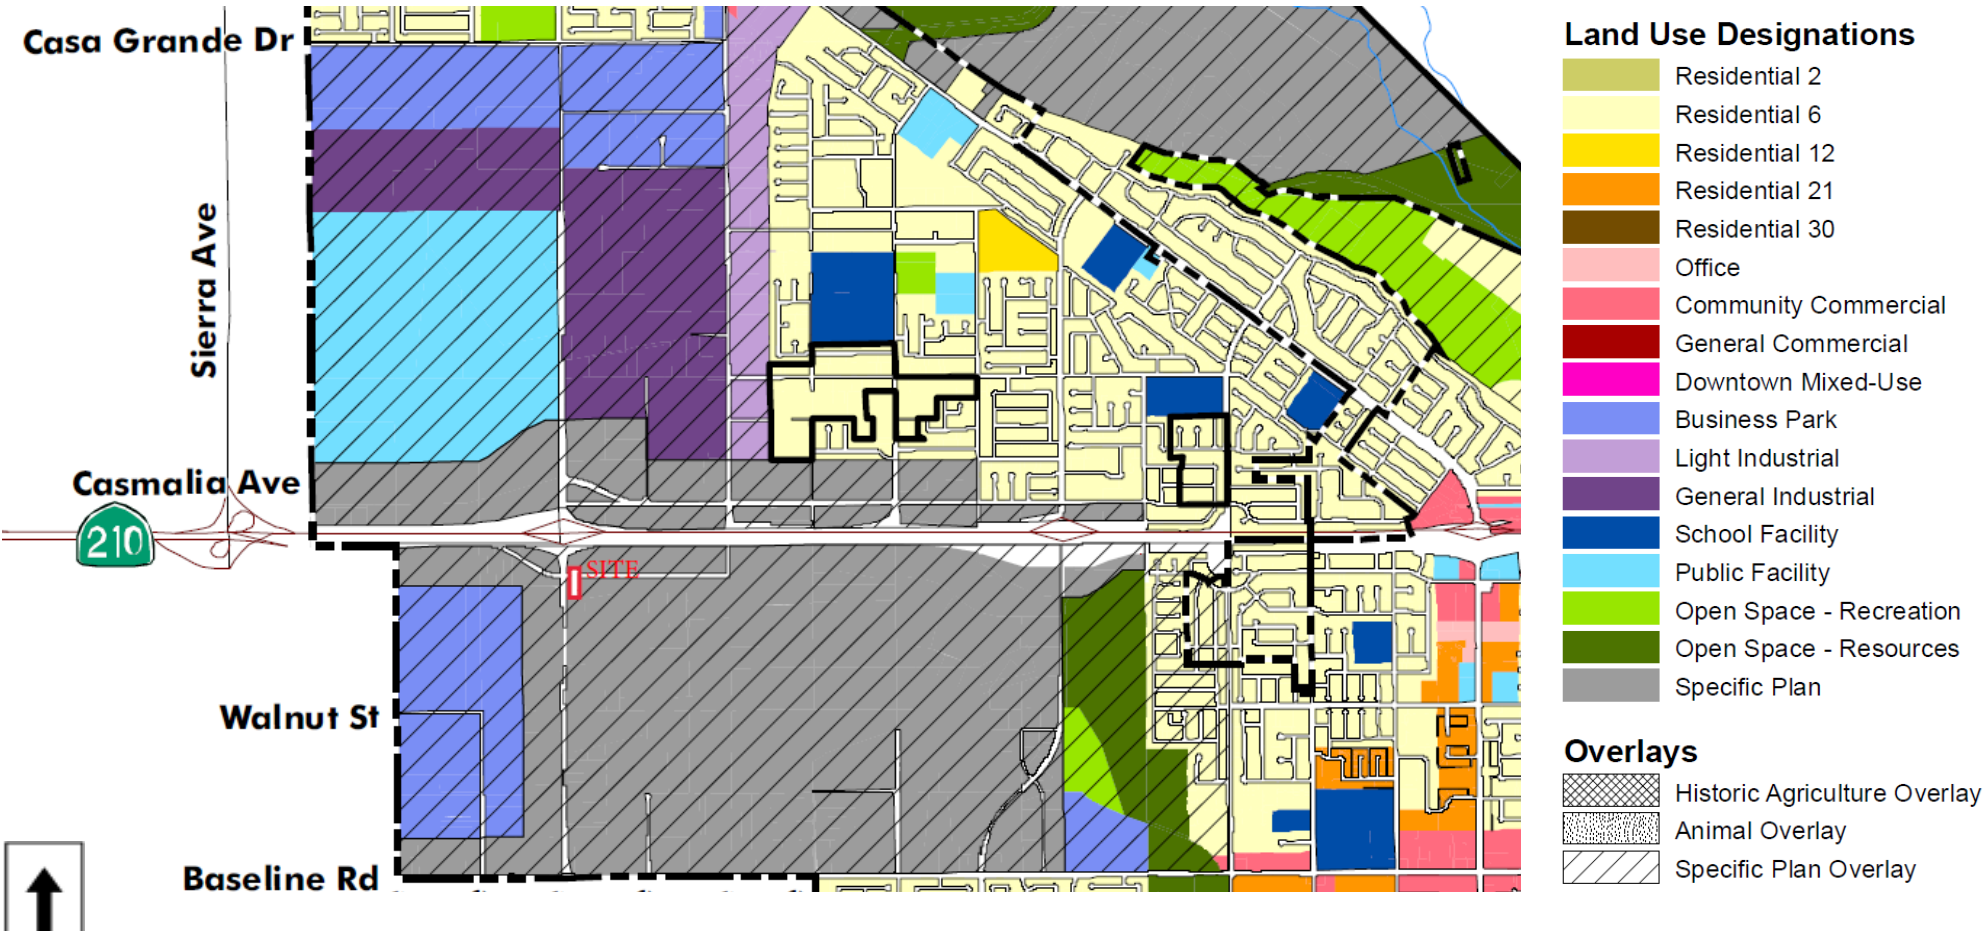 Casa Grande Dr
Sierra Ave
Casmalia Ave
210
SITE
Walnut St
Baseline Rd
Land Use Designations
Residential 2
Residential 6
Residential 12
Residential 21
Residential 30
Office
Community Commercial
General Commercial
Downtown Mixed-Use
Business Park
Light Industrial
General Industrial
School Facility
Public Facility
Open Space - Recreation
Open Space - Resources
Specific Plan
Overlays
Historic Agriculture Overlay
Animal Overlay
Specific Plan Overlay